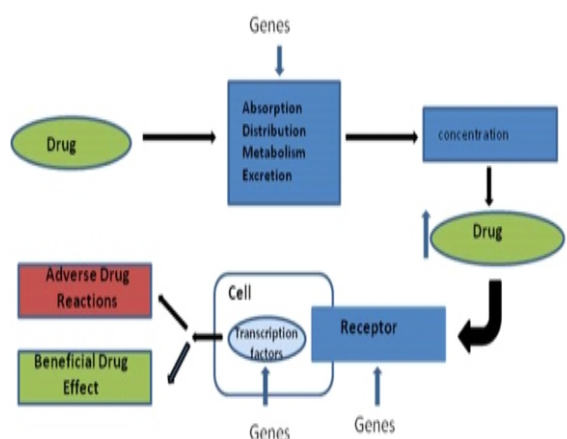 Genes
Drug
Absorption
Distribution
Metabolism
Excretion
concentration
Drug
Adverse Drug
Reactions
Beneficial Drug
Effect
Cell
Transcription
factors
Receptor
Genes
Genes